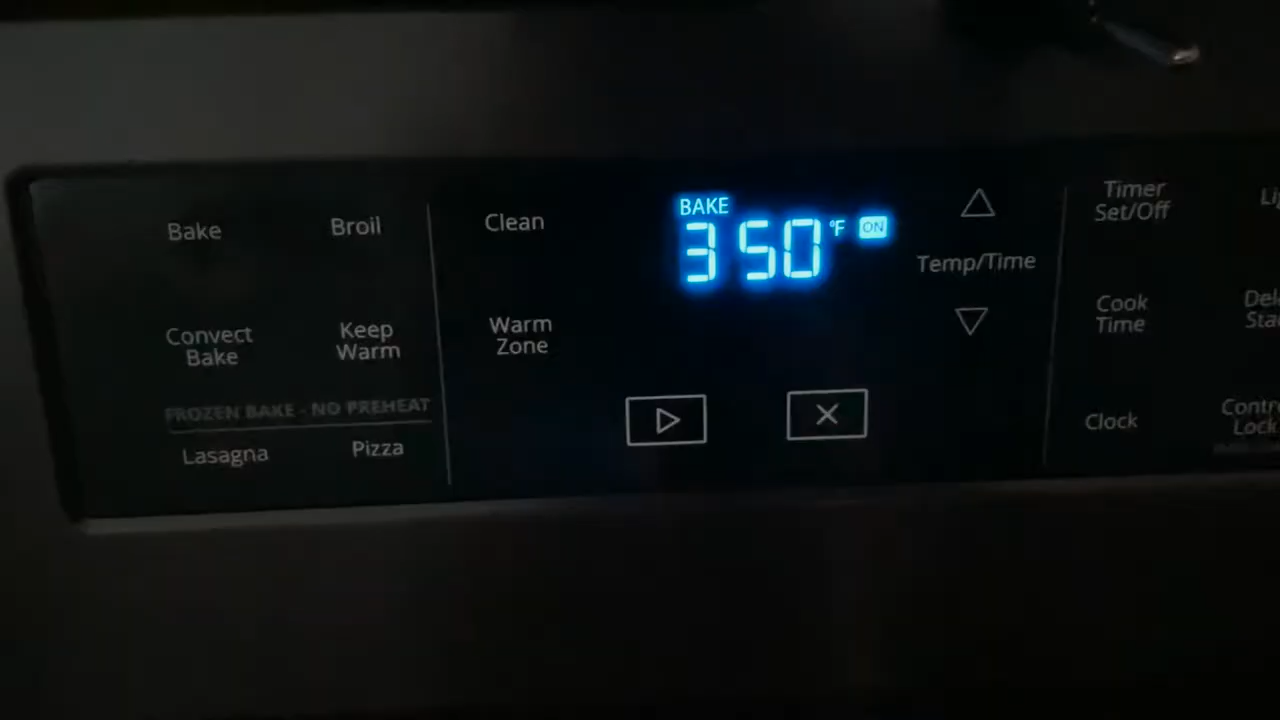 Bake
Broil
Convect
Bake
Keep
Warm
FROZEN BAKE - NO PREHEAT
Lasagna
Pizza
Clean
Warm
Zone
BAKE
350°F ON
Temp/Time
Timer
Set/Off
Cook
Time
Clock
Lock